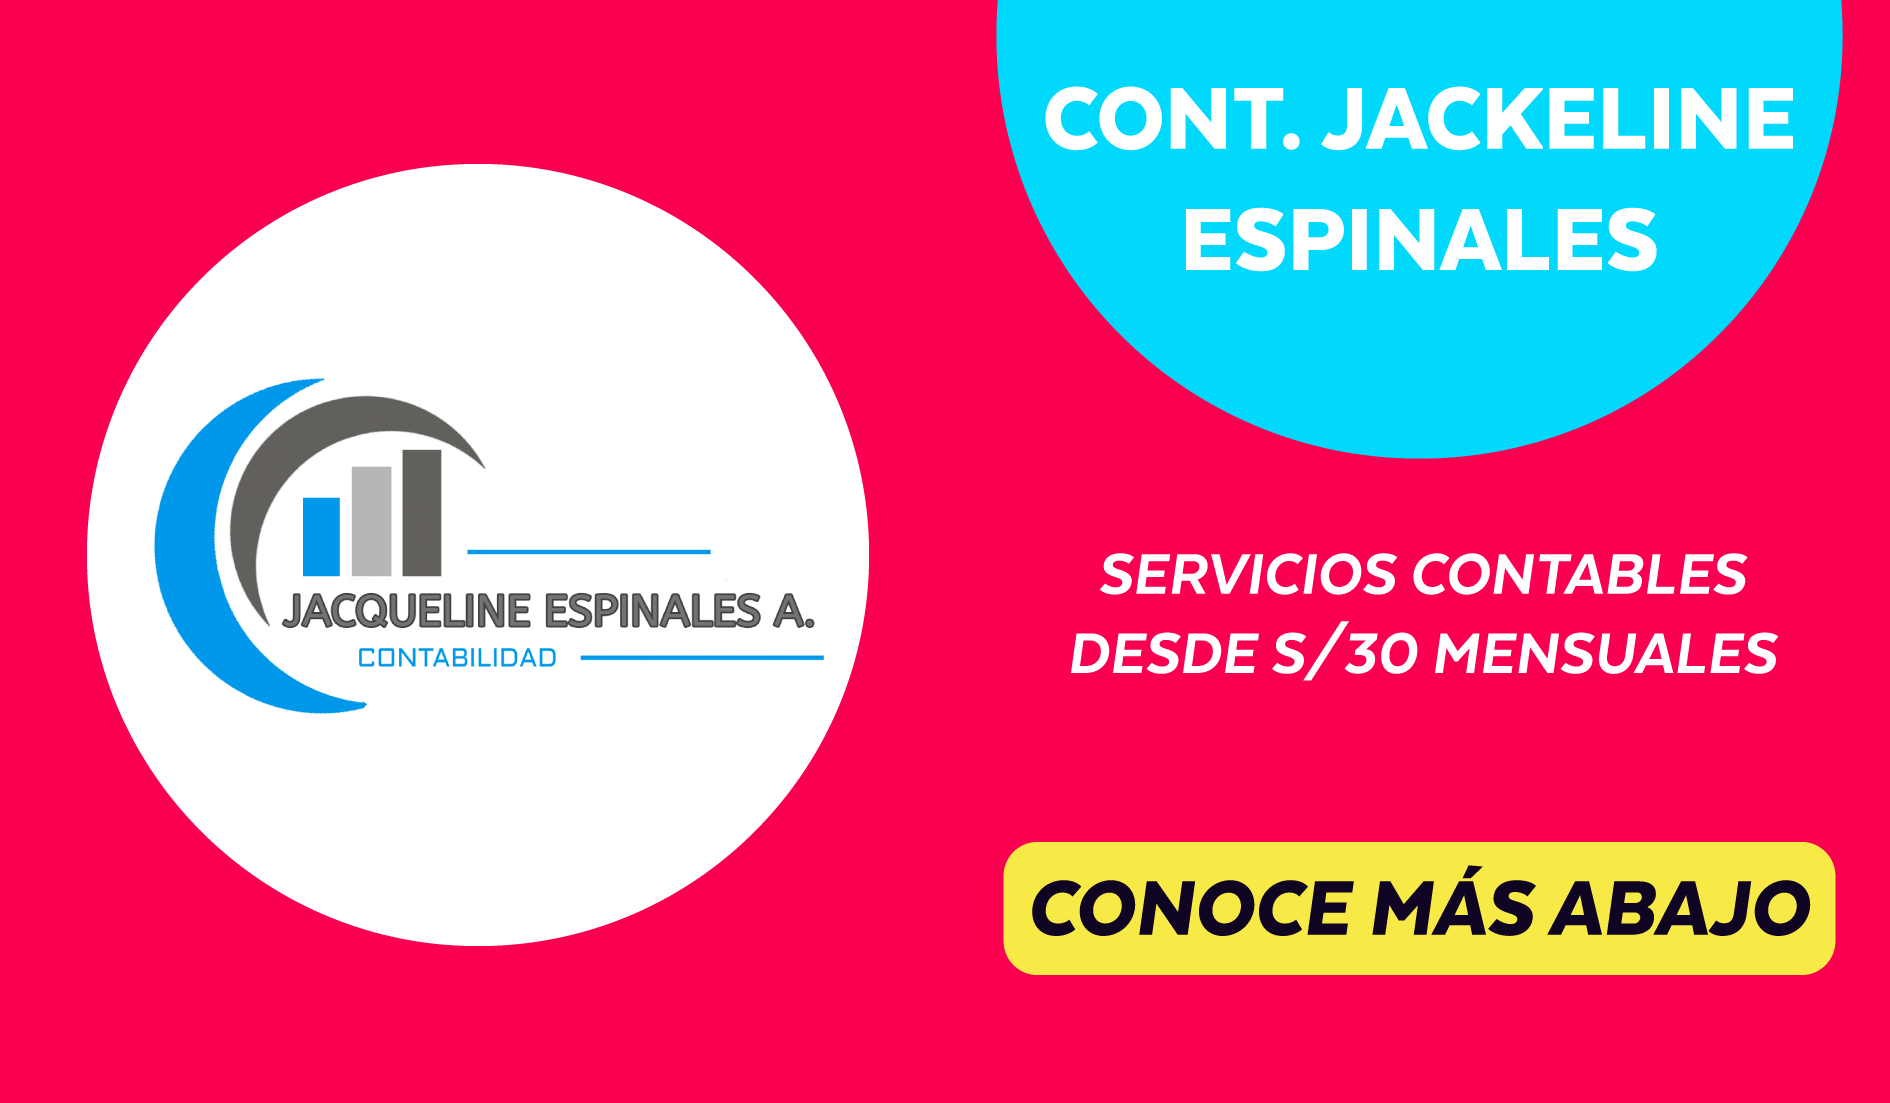 JACQUELINE ESPINALES A.
CONTABILIDAD
CONT. JACKELINE
ESPINALES
SERVICIOS CONTABLES
DESDE S/30 MENSUALES
CONOCE MÁS ABAJO